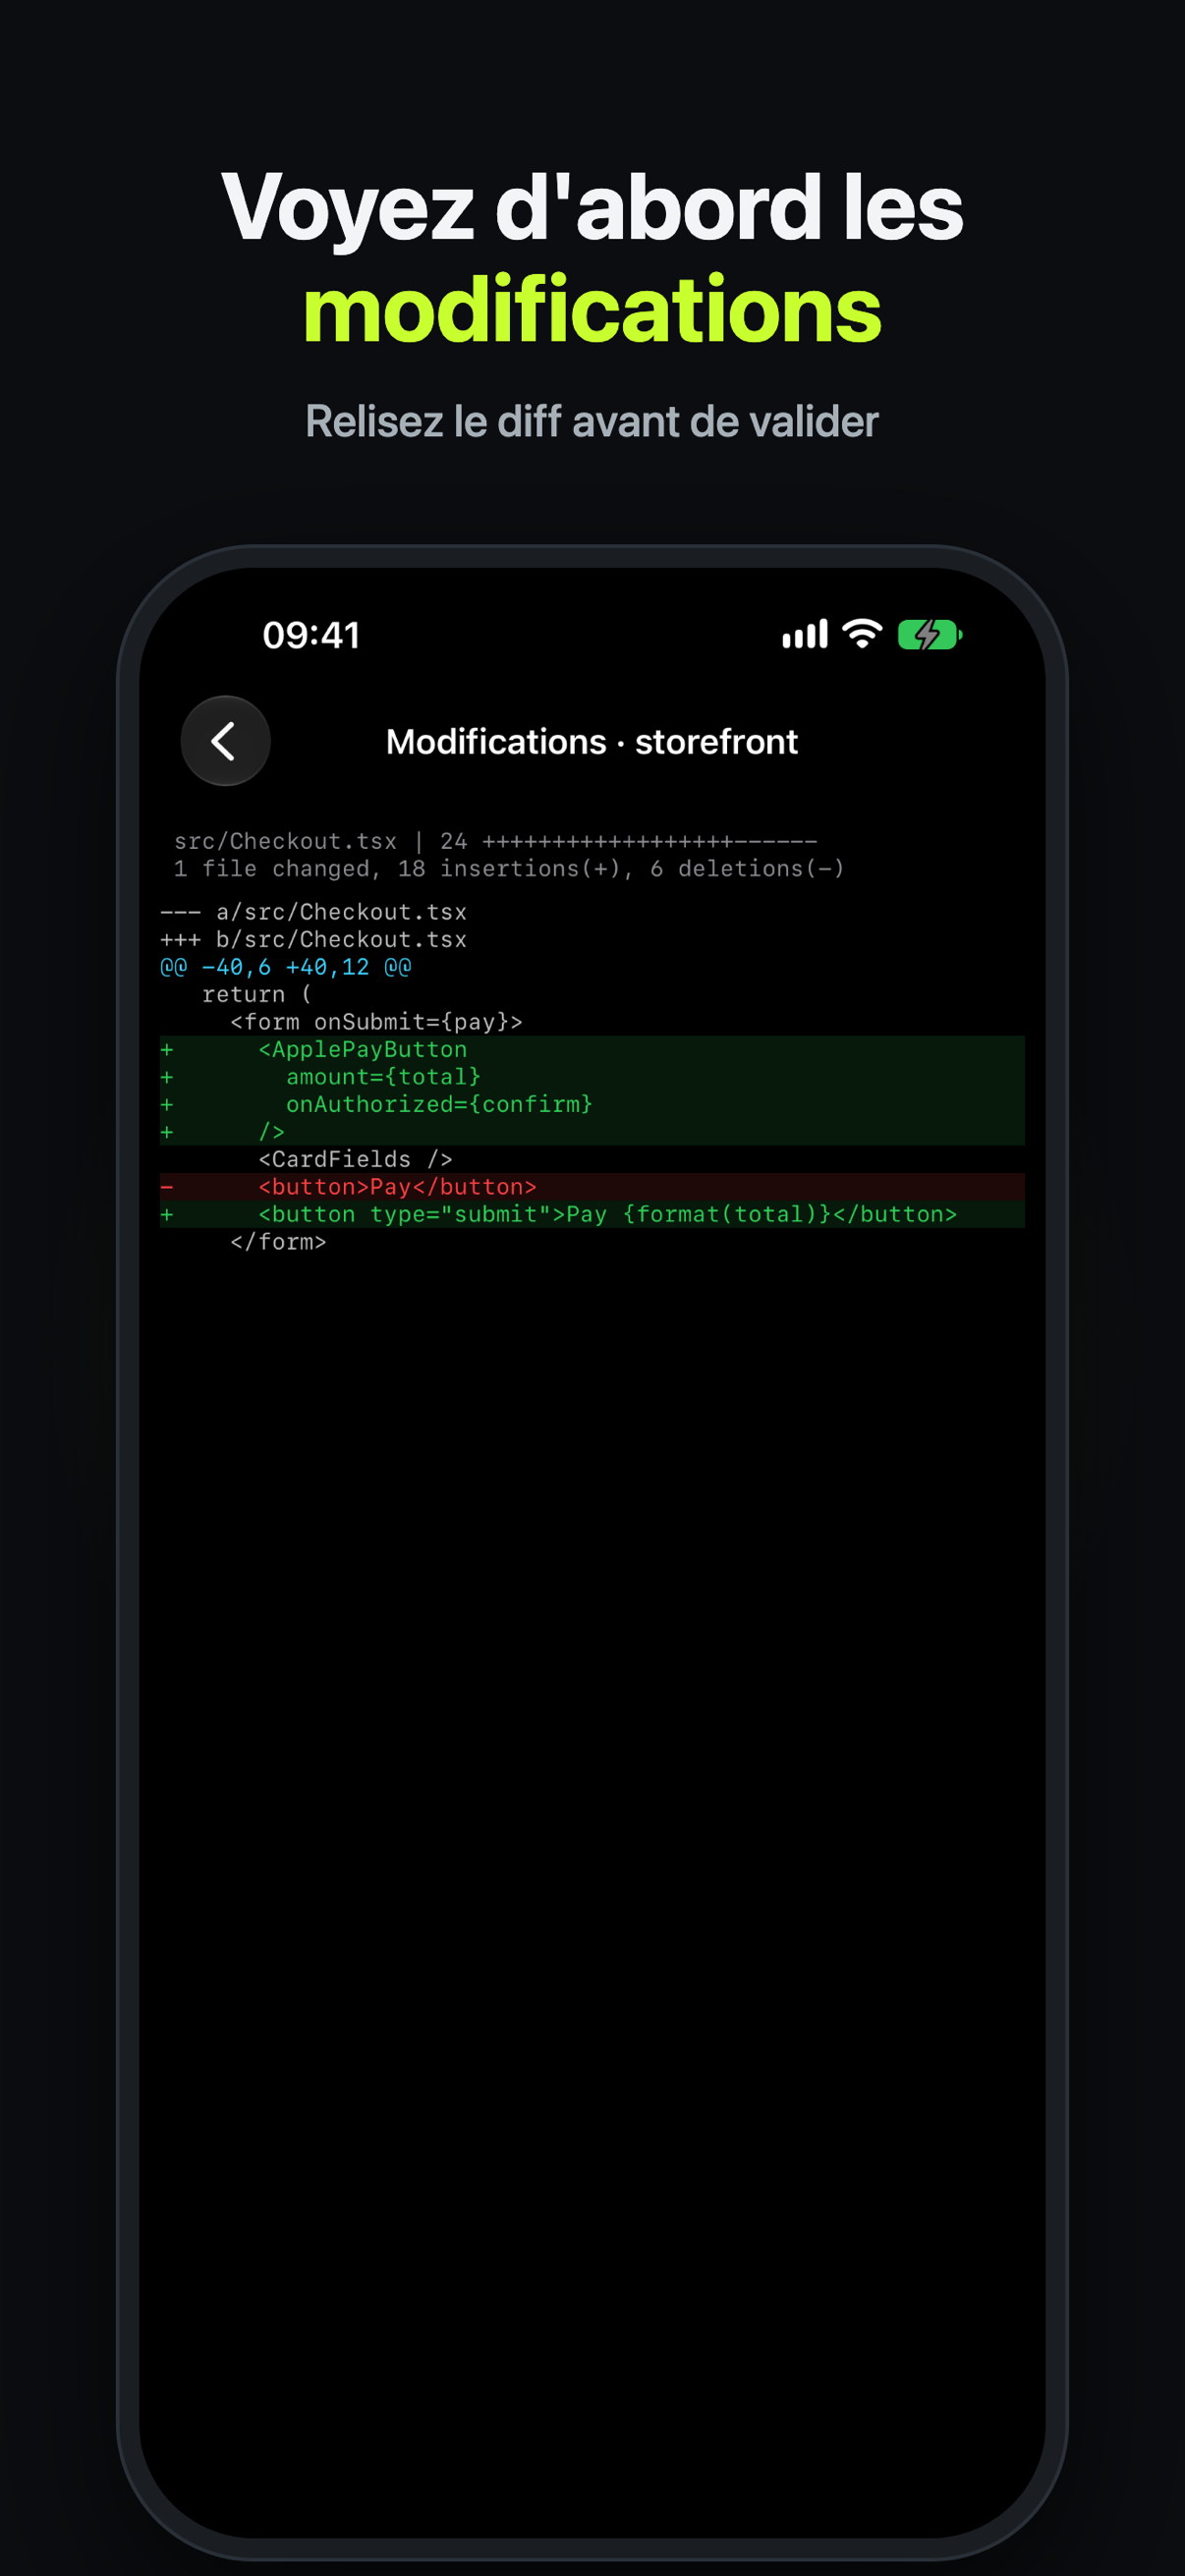 Voyez d'abord les
modifications
Relisez le diff avant de valider
09:41
Modifications · storefront
src/Checkout.tsx | 24 ++++++++++++++++++------
1 file changed, 18 insertions(+), 6 deletions(-)
--- a/src/Checkout.tsx
+++ b/src/Checkout.tsx
@@ -40,6 +40,12 @@
   return (
     <form onSubmit={pay}>
+      <ApplePayButton
+        amount={total}
+        onAuthorized={confirm}
+      />
       <CardFields />
-      <button>Pay</button>
+      <button type="submit">Pay {format(total)}</button>
     </form>